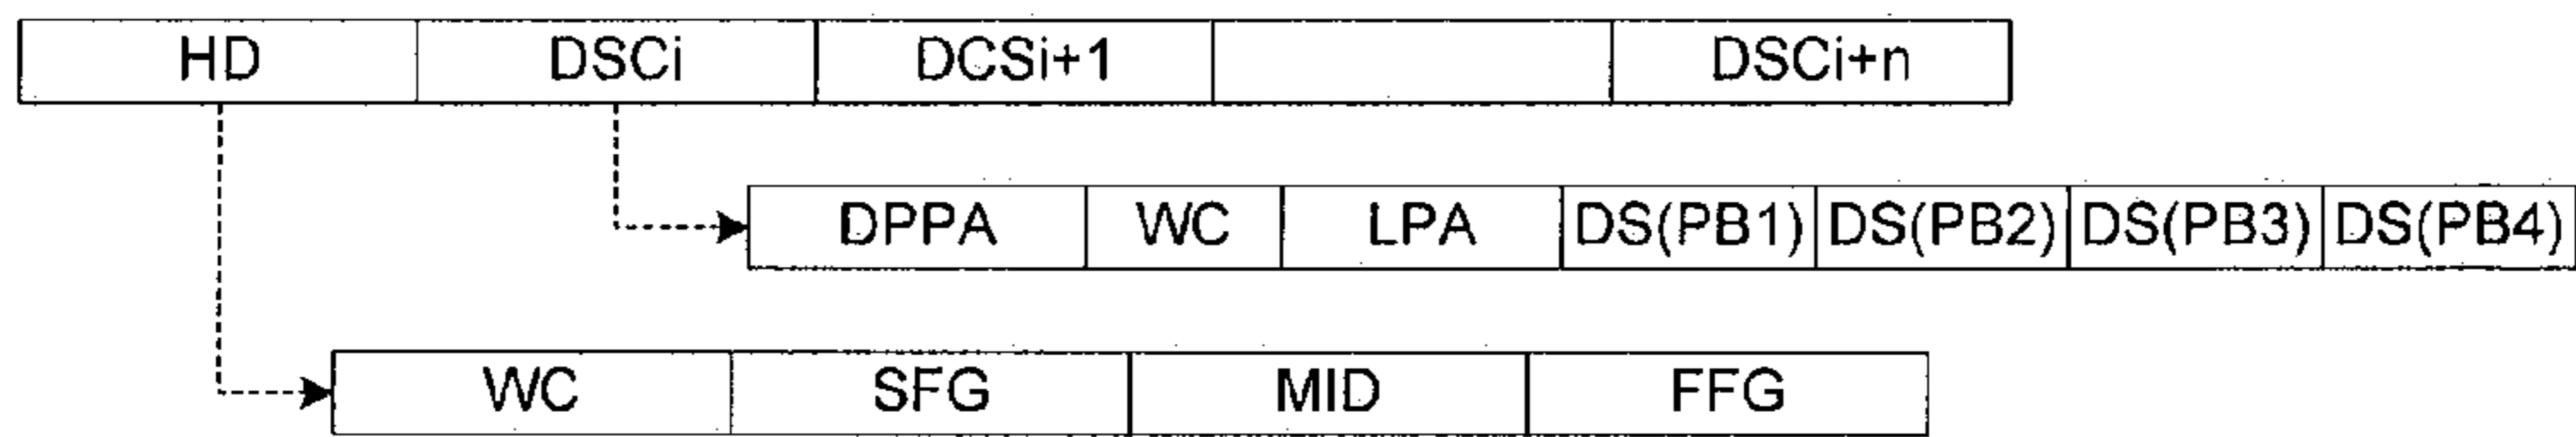 HD DSCi DCSi+1 DSCi+n
DPPA WC LPA DS(PB1) DS(PB2) DS(PB3) DS(PB4)
WC SFG MID FFG